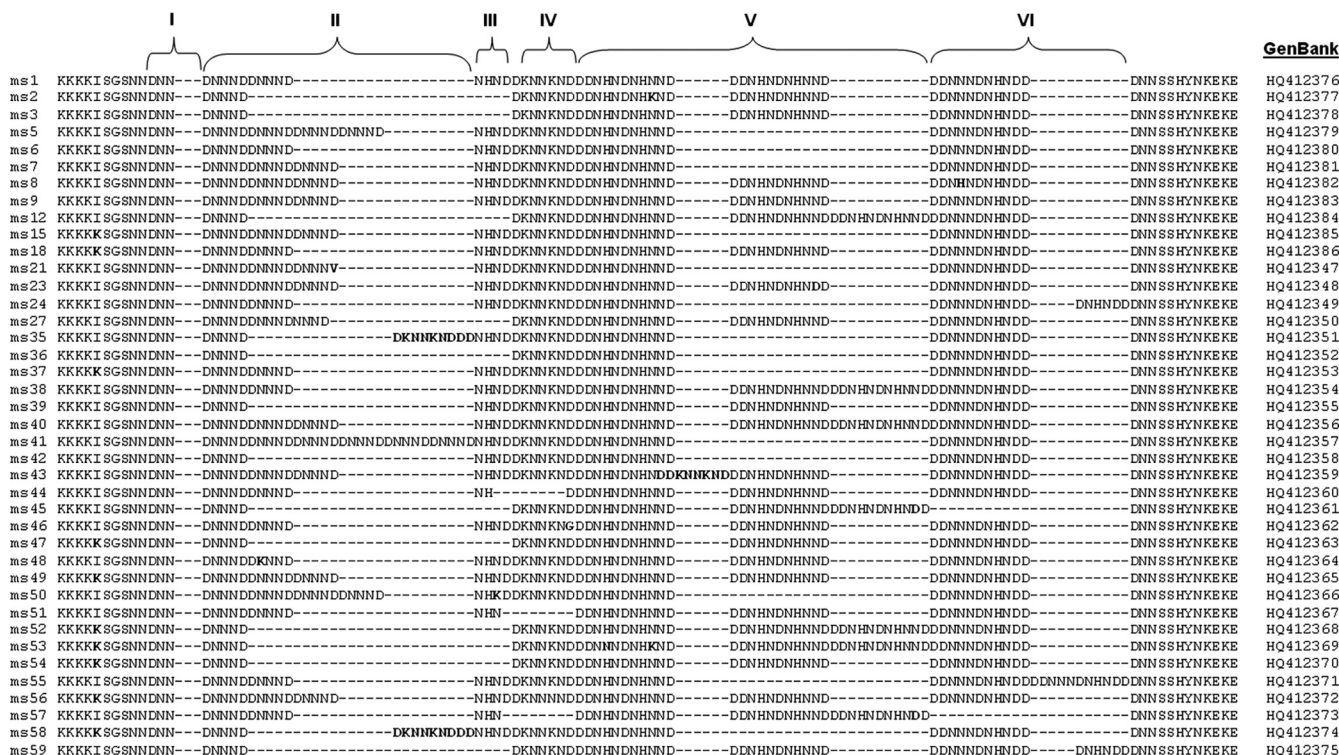 I II III IV V VI GenBank
ms1 KKKKISGSNNDNN---DNNNDDNNND--------------------NHNDDKNNKNDDDNHNDNHNND------DDNHNDNHNND-----------DDNNNDNHNDD-----------DNNSSHYNKEKE HQ412376
ms2 KKKKISGSNNDNN---DNNND-----------------------------DKNNKNDDDNHNDNHKND------DDNHNDNHNND-----------DDNNNDNHNDD-----------DNNSSHYNKEKE HQ412377
ms3 KKKKISGSNNDNN---DNNND-----------------------------DKNNKNDDDNHNDNHNND------DDNHNDNHNND-----------DDNNNDNHNDD-----------DNNSSHYNKEKE HQ412378
ms5 KKKKISGSNNDNN---DNNNDDNNNDDNNNDDNNND----------NHNDDKNNKNDDDNHNDNHNND----------------------------DDNNNDNHNDD-----------DNNSSHYNKEKE HQ412379
ms6 KKKKISGSNNDNN---DNNNDDNNND--------------------NHNDDKNNKNDDDNHNDNHNND----------------------------DDNNNDNHNDD-----------DNNSSHYNKEKE HQ412380
ms7 KKKKISGSNNDNN---DNNNDDNNNDDNNND---------------NHNDDKNNKNDDDNHNDNHNND----------------------------DDNNNDNHNDD-----------DNNSSHYNKEKE HQ412381
ms8 KKKKISGSNNDNN---DNNNDDNNNDDNNND---------------NHNDDKNNKNDDDNHNDNHNND------DDNHNDNHNND-----------DDNHNDNHNDD-----------DNNSSHYNKEKE HQ412382
ms9 KKKKISGSNNDNN---DNNNDDNNNDDNNND---------------NHNDDKNNKNDDDNHNDNHNND----------------------------DDNNNDNHNDD-----------DNNSSHYNKEKE HQ412383
ms12 KKKKISGSNNDNN---DNNND-----------------------------DKNNKNDDDNHNDNHNND------DDNHNDNHNNDDDNHNDNHNNDDDNNNDNHNDD-----------DNNSSHYNKEKE HQ412384
ms15 KKKKKSGSNNDNN---DNNNDDNNNDDNNND---------------NHNDDKNNKNDDDNHNDNHNND----------------------------DDNNNDNHNDD-----------DNNSSHYNKEKE HQ412385
ms18 KKKKKSGSNNDNN---DNNNDDNNND--------------------NHNDDKNNKNDDDNHNDNHNND------DDNHNDNHNND-----------DDNNNDNHNDD-----------DNNSSHYNKEKE HQ412386
ms21 KKKKISGSNNDNN---DNNNDDNNNDDNNNV---------------NHNDDKNNKNDDDNHNDNHNND----------------------------DDNNNDNHNDD-----------DNNSSHYNKEKE HQ412347
ms23 KKKKISGSNNDNN---DNNNDDNNNDDNNND---------------NHNDDKNNKNDDDNHNDNHNND------DDNHNDNHNDD-----------DDNNNDNHNDD-----------DNNSSHYNKEKE HQ412348
ms24 KKKKISGSNNDNN---DNNNDDNNND--------------------NHNDDKNNKNDDDNHNDNHNND----------------------------DDNNNDNHNDD-----DNHNDDDNNSSHYNKEKE HQ412349
ms27 KKKKISGSNNDNN---DNNNDDNNNDNNND--------------------DKNNKNDDDNHNDNHNND------DDNHNDNHNND-----------DDNNNDNHNDD-----------DNNSSHYNKEKE HQ412350
ms35 KKKKISGSNNDNN---DNNND----------------DKNNKNDDDNHNDDKNNKNDDDNHNDNHNND----------------------------DDNNNDNHNDD-----------DNNSSHYNKEKE HQ412351
ms36 KKKKISGSNNDNN---DNNND-----------------------------DKNNKNDDDNHNDNHNND----------------------------DDNNNDNHNDD-----------DNNSSHYNKEKE HQ412352
ms37 KKKKKSGSNNDNN---DNNNDDNNND--------------------NHNDDKNNKNDDDNHNDNHNND----------------------------DDNNNDNHNDD-----------DNNSSHYNKEKE HQ412353
ms38 KKKKISGSNNDNN---DNNNDDNNND--------------------NHNDDKNNKNDDDNHNDNHNND------DDNHNDNHNNDDDNHNDNHNNDDDNNNDNHNDD-----------DNNSSHYNKEKE HQ412354
ms39 KKKKISGSNNDNN---DNNND-------------------------NHNDDKNNKNDDDNHNDNHNND----------------------------DDNNNDNHNDD-----------DNNSSHYNKEKE HQ412355
ms40 KKKKISGSNNDNN---DNNNDDNNNDDNNND---------------NHNDDKNNKNDDDNHNDNHNND------DDNHNDNHNNDDDNHNDNHNNDDDNNNDNHNDD-----------DNNSSHYNKEKE HQ412356
ms41 KKKKISGSNNDNN---DNNNDDNNNDDNNNDDNNNDDNNNDDNNNDNHNDDKNNKNDDDNHNDNHNND----------------------------DDNNNDNHNDD-----------DNNSSHYNKEKE HQ412357
ms42 KKKKISGSNNDNN---DNNND-------------------------NHNDDKNNKNDDDNHNDNHNND----------------------------DDNNNDNHNDD-----------DNNSSHYNKEKE HQ412358
ms43 KKKKISGSNNDNN---DNNNDDNNNDDNNND---------------NHNDDKNNKNDDDNHNDNHNDDKNNKNDDDNHNDNHNND-----------DDNNNDNHNDD-----------DNNSSHYNKEKE HQ412359
ms44 KKKKISGSNNDNN---DNNNDDNNND--------------------NH--------DDDNHNDNHNND------DDNHNDNHNND-----------DDNNNDNHNDD-----------DNNSSHYNKEKE HQ412360
ms45 KKKKISGSNNDNN---DNNND-----------------------------DKNNKNDDDNHNDNHNND------DDNHNDNHNNDDDNHNDNHNDD----------------------DNNSSHYNKEKE HQ412361
ms46 KKKKISGSNNDNN---DNNNDDNNND--------------------NHNDDKNNKNGDDNHNDNHNND------DDNHNDNHNND-----------DDNNNDNHNDD-----------DNNSSHYNKEKE HQ412362
ms47 KKKKKSGSNNDNN---DNNND-----------------------------DKNNKNDDDNHNDNHNND------DDNHNDNHNND-----------DDNNNDNHNDD-----------DNNSSHYNKEKE HQ412363
ms48 KKKKISGSNNDNN---DNNNDDKNND--------------------NHNDDKNNKNDDDNHNDNHNND------DDNHNDNHNND-----------DDNNNDNHNDD-----------DNNSSHYNKEKE HQ412364
ms49 KKKKKSGSNNDNN---DNNNDDNNNDDNNND---------------NHNDDKNNKNDDDNHNDNHNND------DDNHNDNHNND-----------DDNNNDNHNDD-----------DNNSSHYNKEKE HQ412365
ms50 KKKKISGSNNDNN---DNNNDDNNNDDNNNDDNNND----------NHKDDKNNKNDDDNHNDNHNND----------------------------DDNNNDNHNDD-----------DNNSSHYNKEKE HQ412366
ms51 KKKKISGSNNDNN---DNNNDDNNND--------------------NHN--------DDNHNDNHNND------DDNHNDNHNND-----------DDNNNDNHNDD-----------DNNSSHYNKEKE HQ412367
ms52 KKKKKSGSNNDNN---DNNND-----------------------------DKNNKNDDDNHNDNHNND------DDNHNDNHNNDDDNHNDNHNNDDDNNNDNHNDD-----------DNNSSHYNKEKE HQ412368
ms53 KKKKKSGSNNDNN---DNNND-----------------------------DKNNKNDDDNNNDNHKND------DDNHNDNHNNDDDNHNDNHNNDDDNNNDNHNDD-----------DNNSSHYNKEKE HQ412369
ms54 KKKKKSGSNNDNN---DNNND-----------------------------DKNNKNDDDNHNDNHNND------DDNHNDNHNND-----------DDNNNDNHNDD-----------DNNSSHYNKEKE HQ412370
ms55 KKKKISGSNNDNN---DNNNDDNNND--------------------NHNDDKNNKNDDDNHNDNHNND----------------------------DDNNNDNHNDDDDNNNDNHNDDDNNSSHYNKEKE HQ412371
ms56 KKKKKSGSNNDNN---DNNNDDNNNDDNNND---------------NHNDDKNNNNDDDNHNDNHNND------DDNHNDNHNND-----------DDNNNDNHNDD-----------DNNSSHYNKEKE HQ412372
ms57 KKKKISGSNNDNN---DNNNDDNNND--------------------NHN--------DDNHNDNHNND------DDNHNDNHNNDDDNHNDNHNDD----------------------DNNSSHYNKEKE HQ412373
ms58 KKKKKSGSNNDNN---DNNND----------------DKNNKNDDDNHNDDKNNKNDDDNHNDNHNND------DDNHNDNHNND-----------DDNNNDNHNDD-----------DNNSSHYNKEKE HQ412374
ms59 KKKKISGSNNDNN---DNNND-----------------------------DKNNKNDDDNHNDNHNND------DDNHNDNHNND-----------DDNNNDNHNDD-----DNHNDDDNNSSHYNKEKE HQ412375